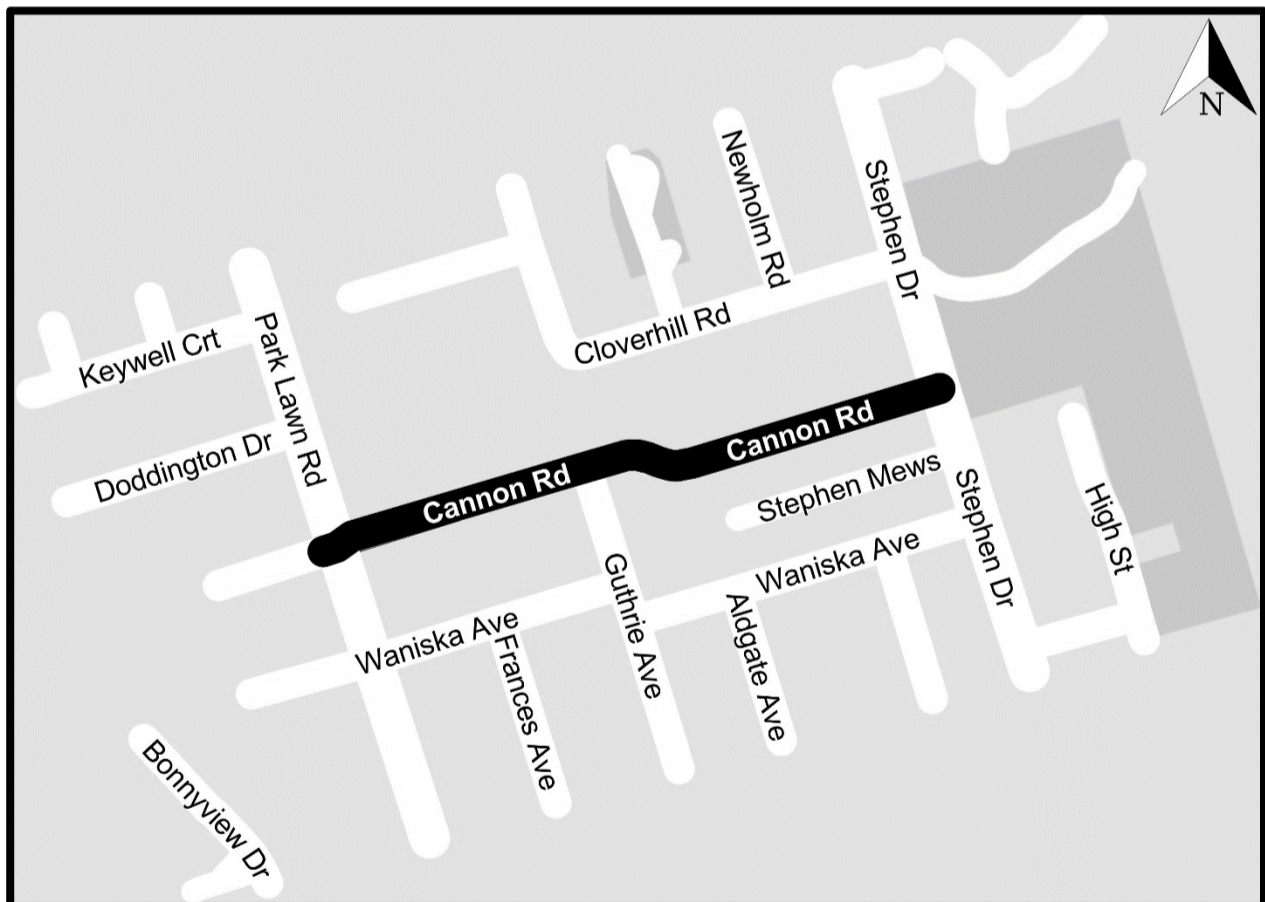 N
Newholm Rd
Stephen Dr
Cloverhill Rd
Keywell Crt
Park Lawn Rd
Doddington Dr
Cannon Rd
Cannon Rd
Stephen Mews
Stephen Dr
High St
Waniska Ave
Guthrie Ave
Aldgate Ave
Waniska Ave
Frances Ave
Bonnyview Dr